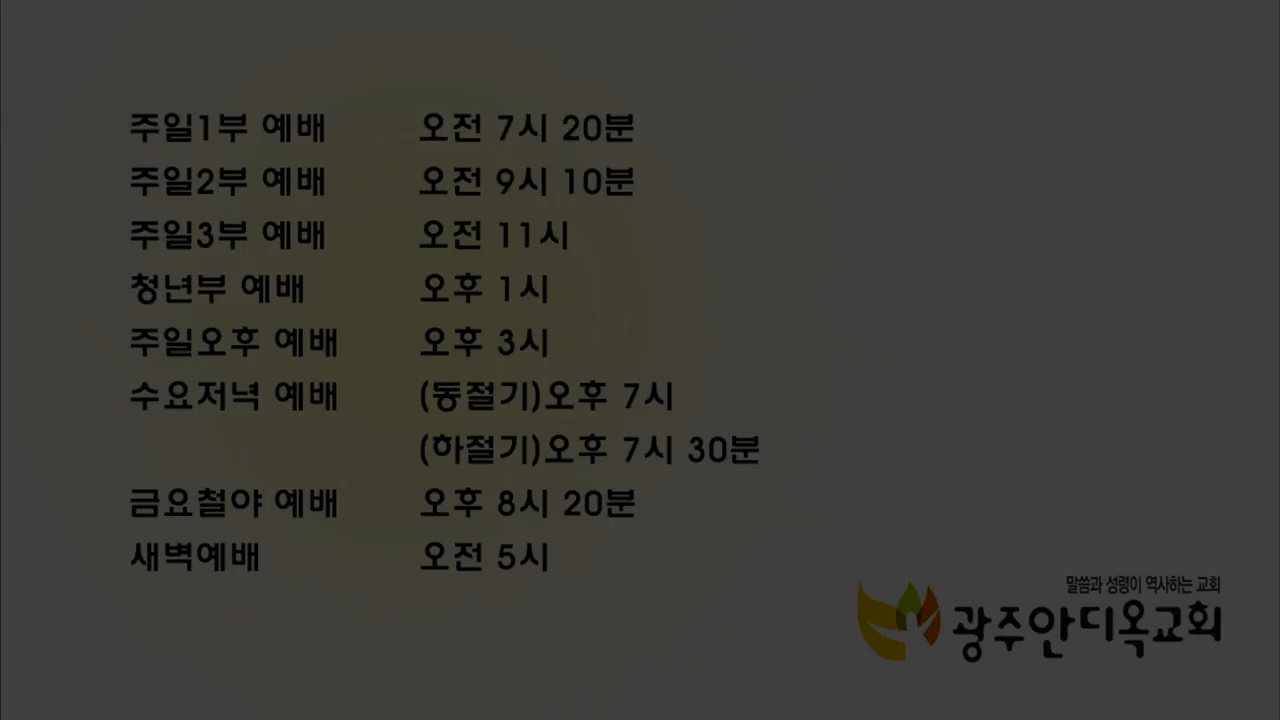 주일1부 예배 오전 7시 20분
주일2부 예배 오전 9시 10분
주일3부 예배 오전 11시
청년부 예배 오후 1시
주일오후 예배 오후 3시
수요저녁 예배 (동절기)오후 7시
(하절기)오후 7시 30분
금요철야 예배 오후 8시 20분
새벽예배 오전 5시
말씀과 성령이 역사하는 교회
광주안디옥교회